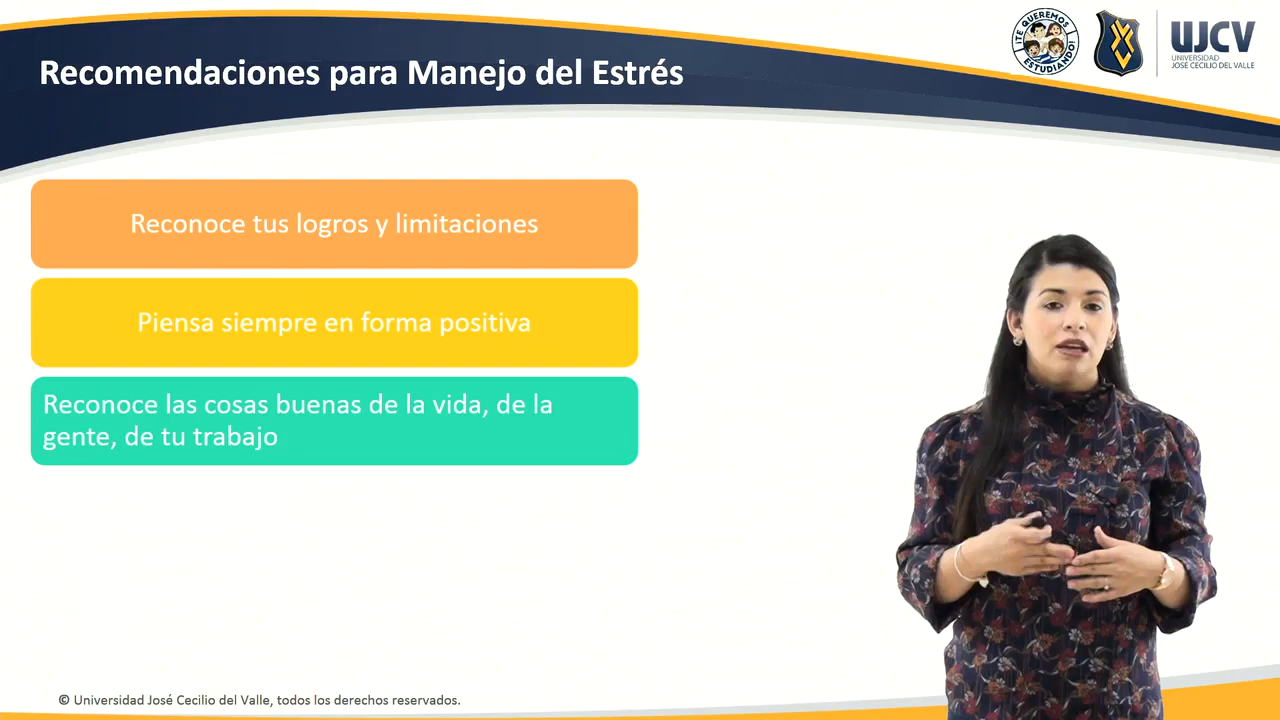 ¡TE QUEREMOS
ESTUDIANDO!
UJCV
UNIVERSIDAD
JOSÉ CECILIO DEL VALLE
Recomendaciones para Manejo del Estrés
Reconoce tus logros y limitaciones
Piensa siempre en forma positiva
Reconoce las cosas buenas de la vida, de la
gente, de tu trabajo
© Universidad José Cecilio del Valle, todos los derechos reservados.